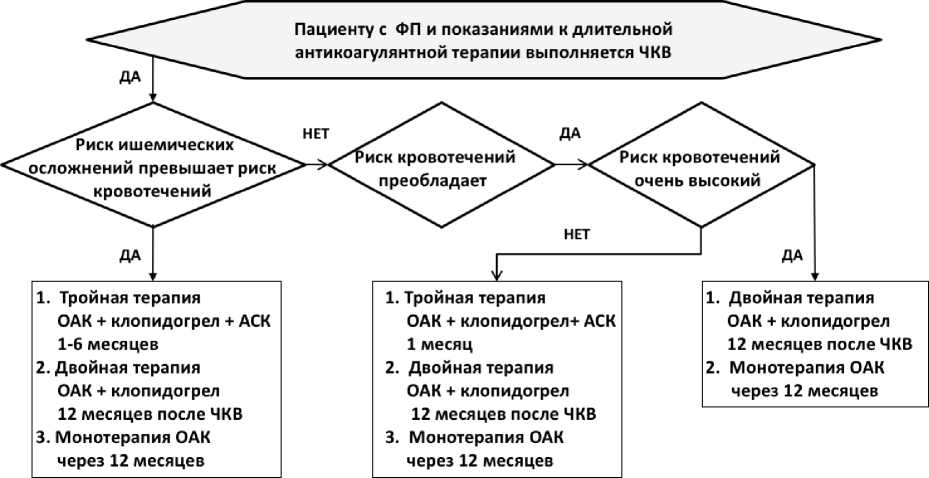 Пациенту с ФП и показаниями к длительной
антикоагулянтной терапии выполняется ЧКВ
ДА
Риск ишемических
осложнений превышает риск
кровотечений
НЕТ
Риск кровотечений
преобладает
ДА
Риск кровотечений
очень высокий
ДА
НЕТ
ДА
1. Тройная терапия
ОАК + клопидогрел + АСК
1-6 месяцев
2. Двойная терапия
ОАК + клопидогрел
12 месяцев после ЧКВ
3. Монотерапия ОАК
через 12 месяцев
1. Тройная терапия
ОАК + клопидогрел+ АСК
1 месяц
2. Двойная терапия
ОАК + клопидогрел
12 месяцев после ЧКВ
3. Монотерапия ОАК
через 12 месяцев
1. Двойная терапия
ОАК + клопидогрел
12 месяцев после ЧКВ
2. Монотерапия ОАК
через 12 месяцев